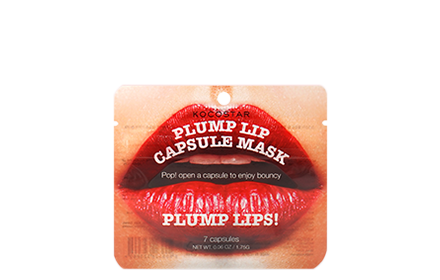 KOCOSTAR
PLUMP LIP
CAPSULE MASK
Pop! open a capsule to enjoy bouncy
PLUMP LIPS!
7 capsules
NET WT. 0.06 OZ / 1.75G